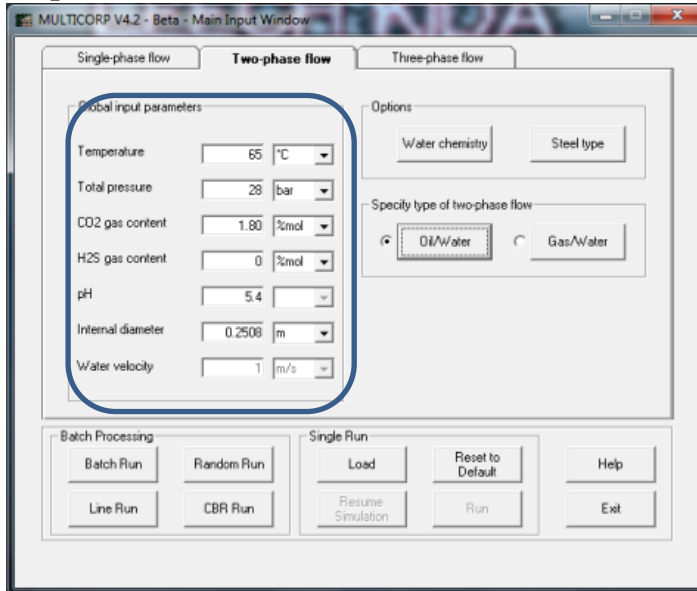 MULTICORP V4.2 - Beta - Main Input Window
Single-phase flow Two-phase flow Three-phase flow
Global input parameters
Temperature 65 °C
Total pressure 28 bar
CO2 gas content 1.80 %mol
H2S gas content 0 %mol
pH 5.4
Internal diameter 0.2508 m
Water velocity 1 m/s
Options
Water chemistry Steel type
Specify type of two-phase flow
Oil/Water Gas/Water
Batch Processing
Batch Run Random Run
Line Run CBR Run
Single Run
Load Reset to Default
Resume Simulation Run
Help
Exit